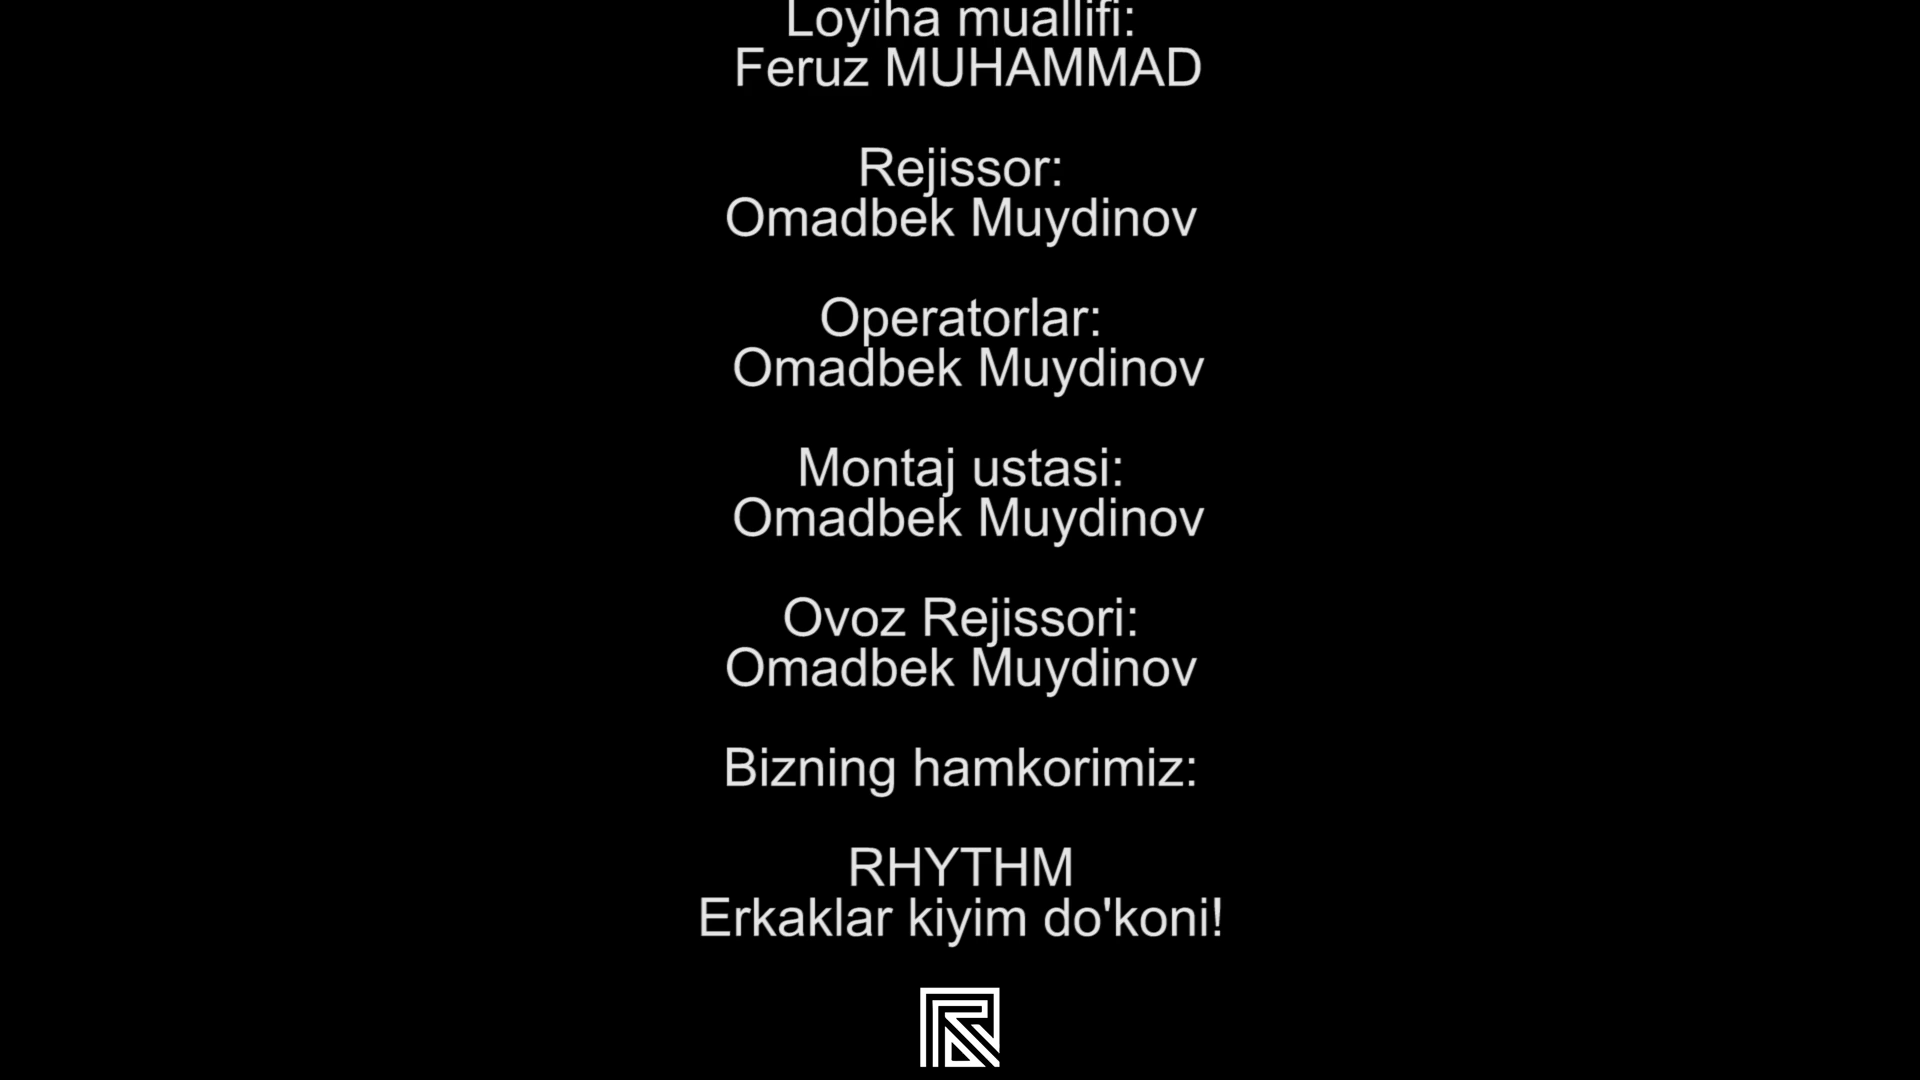 Loyiha muallifi:
Feruz MUHAMMAD
Rejissor:
Omadbek Muydinov
Operatorlar:
Omadbek Muydinov
Montaj ustasi:
Omadbek Muydinov
Ovoz Rejissori:
Omadbek Muydinov
Bizning hamkorimiz:
RHYTHM
Erkaklar kiyim do'koni!